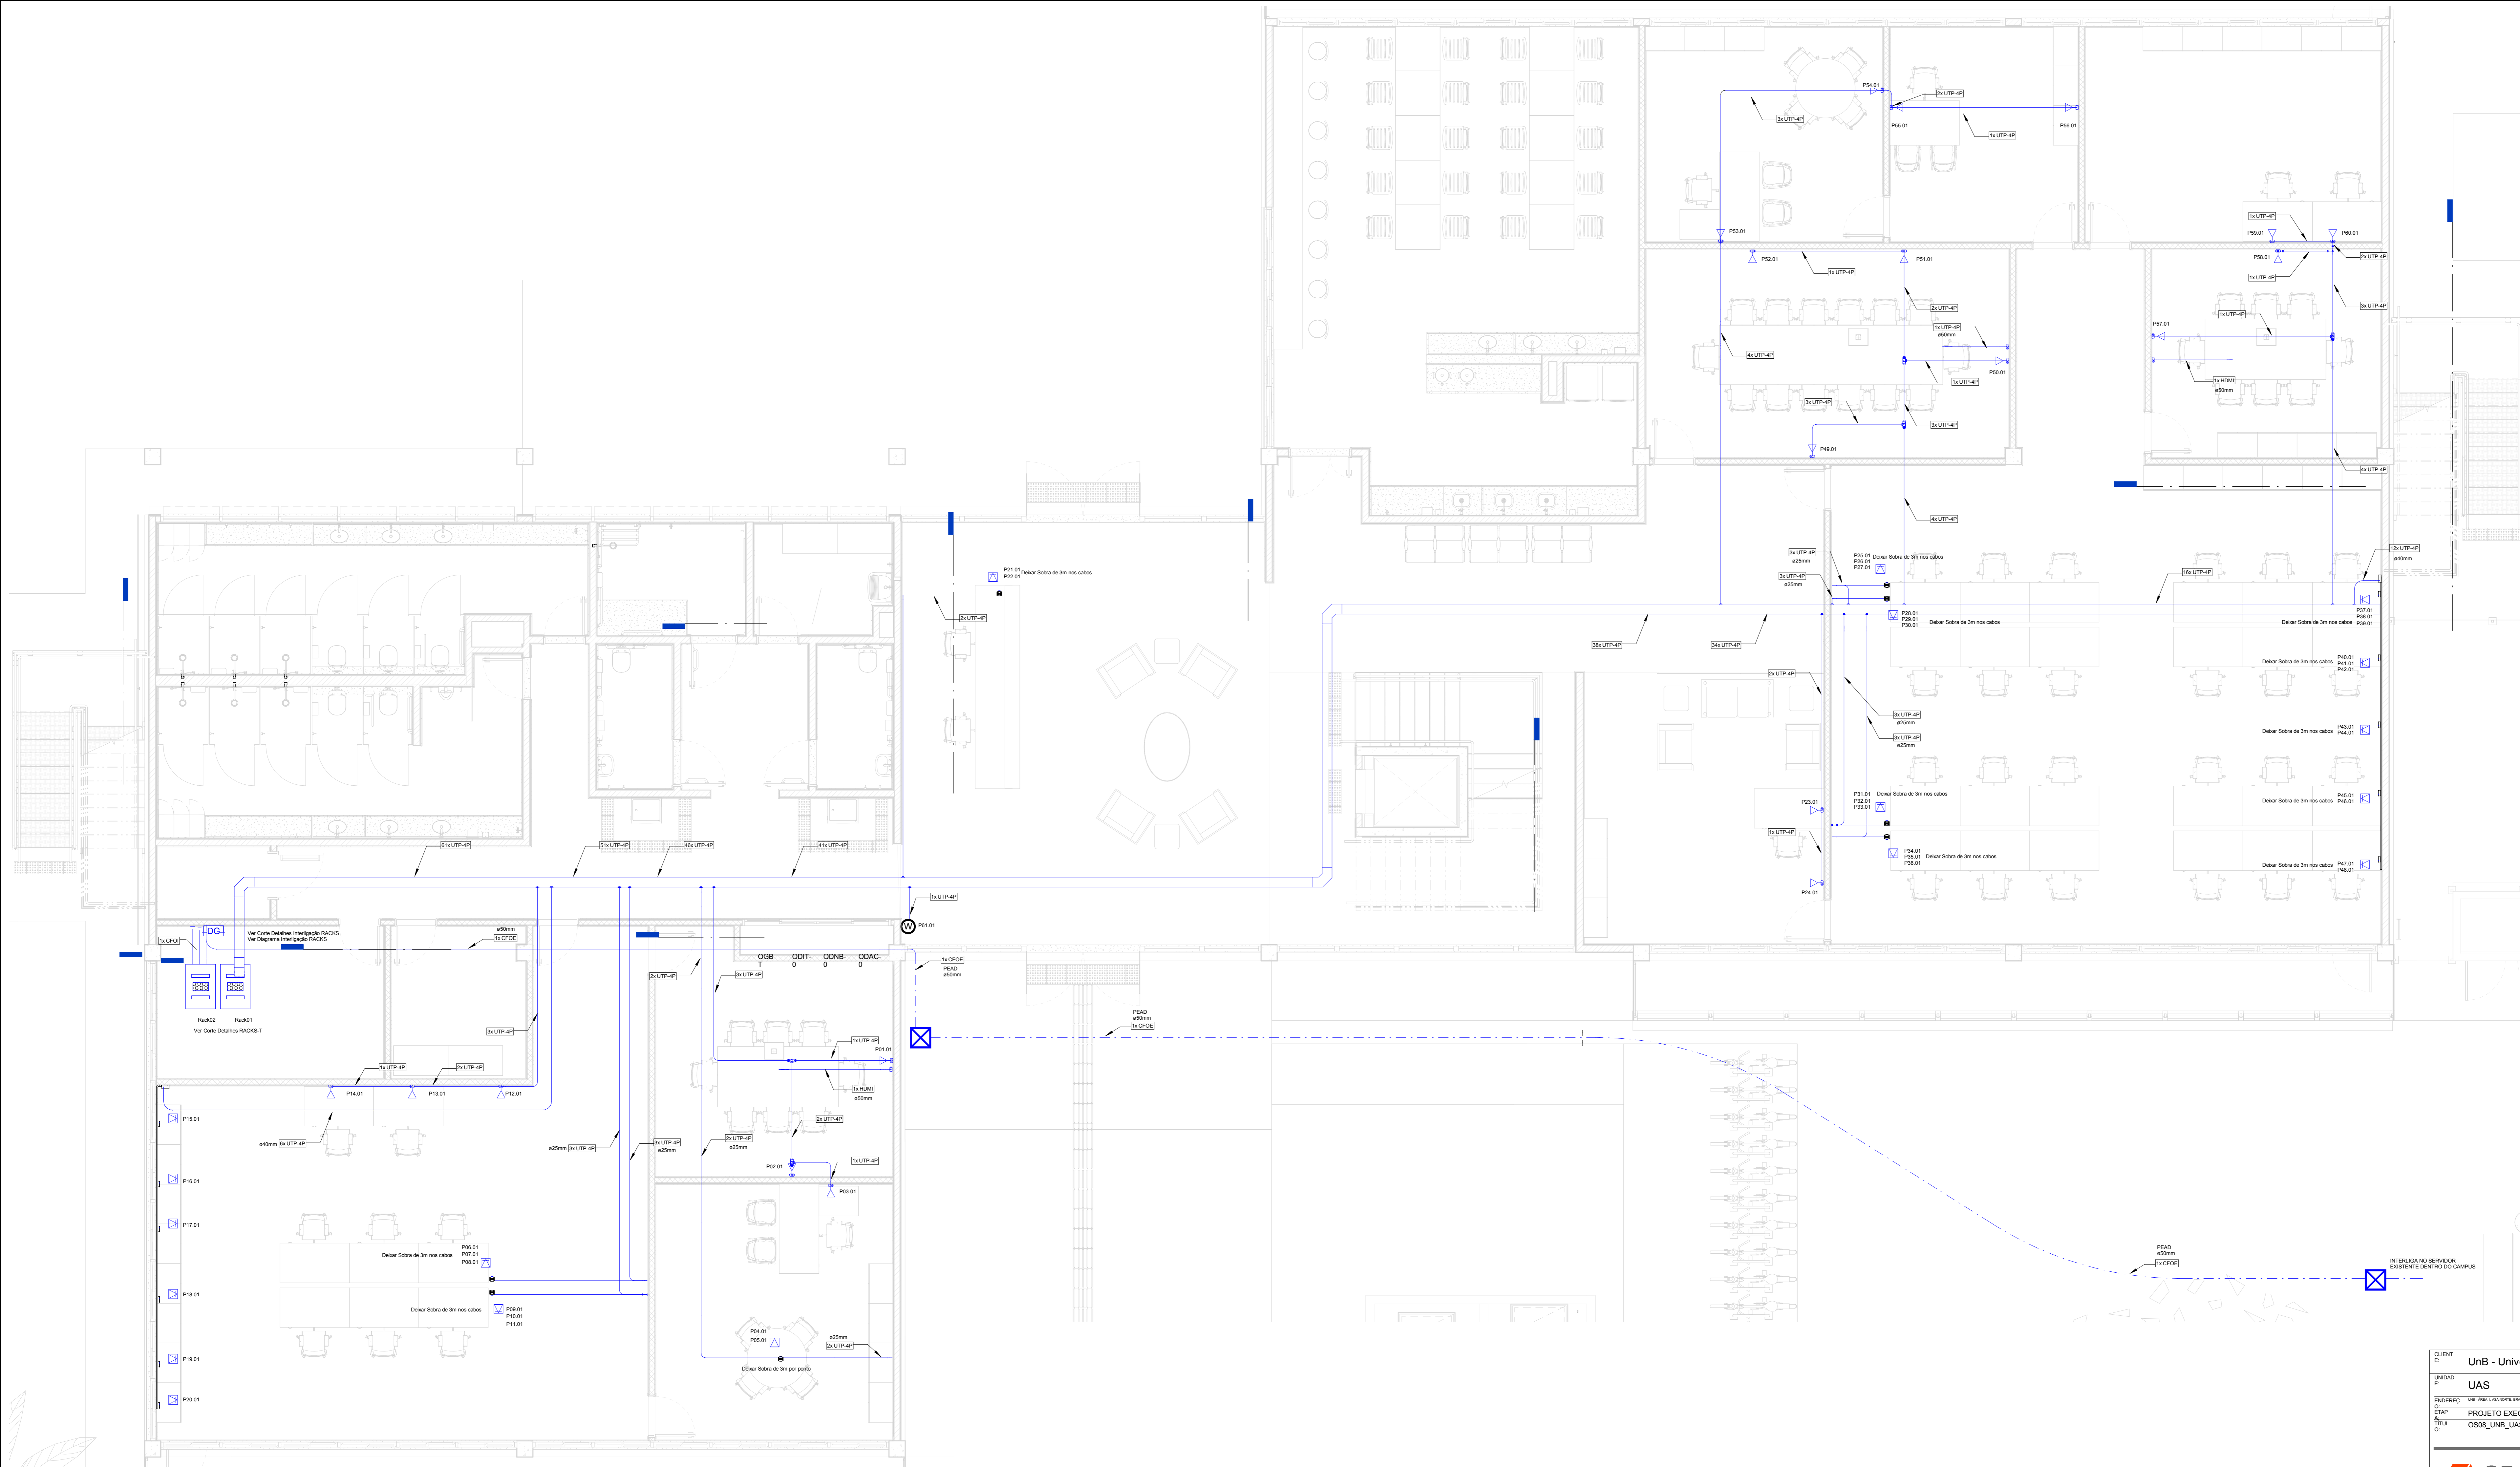 P54.01
2x UTP-4P
3x UTP-4P
P55.01
P56.01
1x UTP-4P
P53.01
P52.01
P51.01
1x UTP-4P
1x UTP-4P
P59.01
P60.01
P58.01
2x UTP-4P
1x UTP-4P
3x UTP-4P
2x UTP-4P
1x UTP-4P
ø50mm
1x UTP-4P
P57.01
4x UTP-4P
P50.01
1x UTP-4P
1x HDMI
ø50mm
3x UTP-4P
3x UTP-4P
P49.01
4x UTP-4P
4x UTP-4P
12x UTP-4P
ø40mm
3x UTP-4P
ø25mm
P25.01
P26.01
P27.01
Deixar Sobra de 3m nos cabos
3x UTP-4P
ø25mm
16x UTP-4P
P21.01
P22.01
Deixar Sobra de 3m nos cabos
2x UTP-4P
P28.01
P29.01
P30.01
Deixar Sobra de 3m nos cabos
P37.01
P38.01
P39.01
Deixar Sobra de 3m nos cabos
38x UTP-4P
34x UTP-4P
P40.01
P41.01
P42.01
Deixar Sobra de 3m nos cabos
2x UTP-4P
3x UTP-4P
ø25mm
3x UTP-4P
ø25mm
P43.01
P44.01
Deixar Sobra de 3m nos cabos
P23.01
P31.01
P32.01
P33.01
Deixar Sobra de 3m nos cabos
P45.01
P46.01
Deixar Sobra de 3m nos cabos
1x UTP-4P
P34.01
P35.01
P36.01
Deixar Sobra de 3m nos cabos
P47.01
P48.01
Deixar Sobra de 3m nos cabos
P24.01
61x UTP-4P
51x UTP-4P
46x UTP-4P
41x UTP-4P
1x UTP-4P
W
P61.01
DG
Ver Corte Detalhes Interligação RACKS
Ver Diagrama Interligação RACKS
1x CFOI
ø50mm
1x CFOE
QGB
T
QDIT-
0
QDNB-
0
QDAC-
0
1x CFOE
PEAD
ø50mm
2x UTP-4P
3x UTP-4P
Rack02
Rack01
Ver Corte Detalhes RACKS-T
3x UTP-4P
PEAD
ø50mm
1x CFOE
1x UTP-4P
P01.01
1x UTP-4P
2x UTP-4P
P14.01
P13.01
P12.01
1x HDMI
ø50mm
P15.01
ø40mm
6x UTP-4P
ø25mm
3x UTP-4P
3x UTP-4P
ø25mm
2x UTP-4P
ø25mm
2x UTP-4P
P02.01
1x UTP-4P
P03.01
P16.01
P17.01
Deixar Sobra de 3m nos cabos
P06.01
P07.01
P08.01
P18.01
Deixar Sobra de 3m nos cabos
P09.01
P10.01
P11.01
P04.01
P05.01
Deixar Sobra de 3m por ponto
ø25mm
2x UTP-4P
P19.01
P20.01
PEAD
ø50mm
1x CFOE
INTERLIGA NO SERVIDOR
EXISTENTE DENTRO DO CAMPUS
CLIENT
E:
UnB - Unive
UNIDAD
E:
UAS
ENDEREÇ
O:
ETAP
A:
PROJETO EXEC
TÍTUL
O:
OS08_UNB_UAS